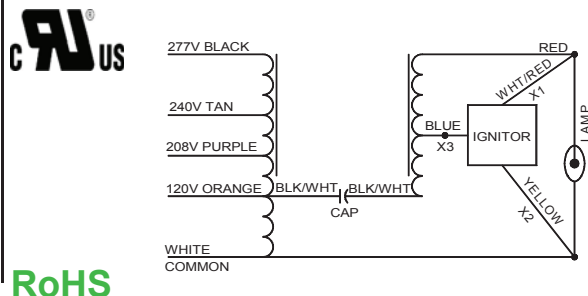 C RU US ®
277V BLACK
240V TAN
208V PURPLE
120V ORANGE
WHITE
COMMON
BLK/WHT
BLK/WHT
CAP
BLUE
X3
IGNITOR
RED
WHT/RED
X1
YELLOW
X2
LAMP
RoHS